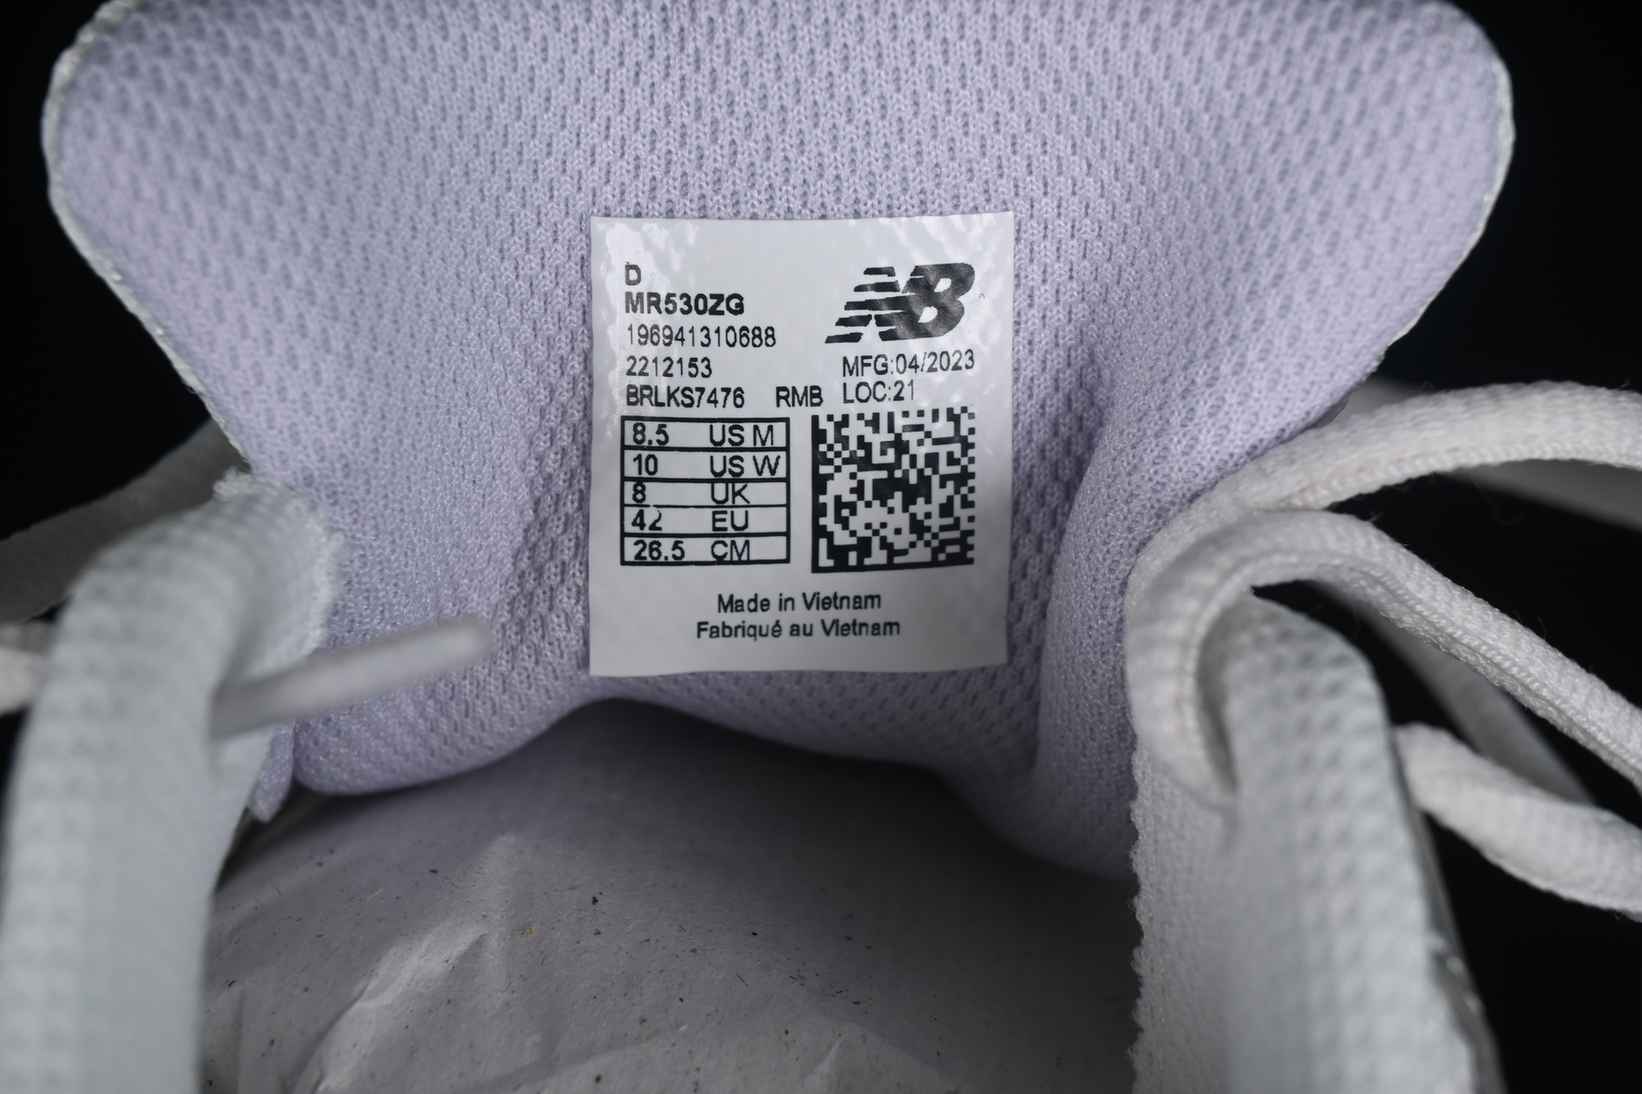 D
MR530ZG
196941310688
2212153
BRLKS7476 RMB
NB
MFG:04/2023
LOC:21
8.5 US M
10 US W
8 UK
42 EU
26.5 CM
Made in Vietnam
Fabriqué au Vietnam